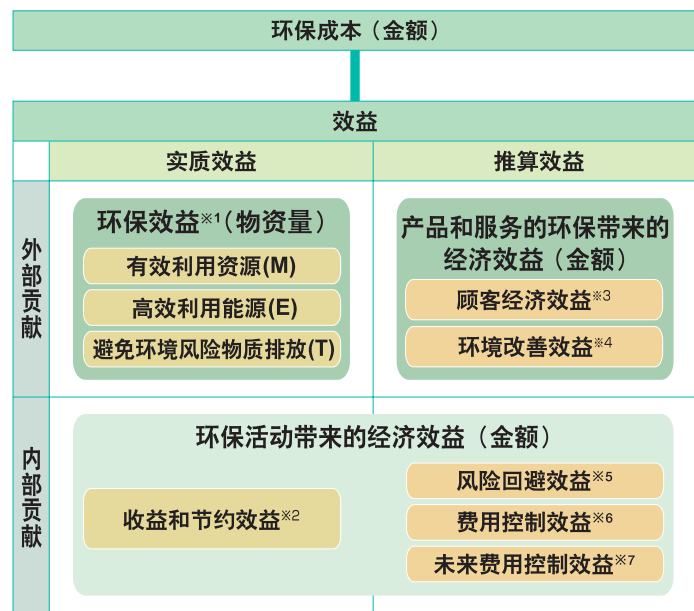 环保成本（金额）
效益
实质效益
推算效益
外部贡献
环保效益※1（物资量）
有效利用资源(M)
高效利用能源(E)
避免环境风险物质排放(T)
产品和服务的环保带来的
经济效益（金额）
顾客经济效益※3
环境改善效益※4
内部贡献
环保活动带来的经济效益（金额）
收益和节约效益※2
风险回避效益※5
费用控制效益※6
未来费用控制效益※7